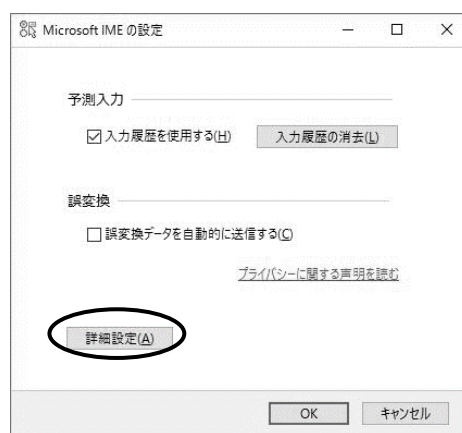 Microsoft IME の設定
予測入力
入力履歴を使用する(H)
入力履歴の消去(L)
誤変換
誤変換データを自動的に送信する(C)
プライバシーに関する声明を読む
詳細設定(A)
OK
キャンセル